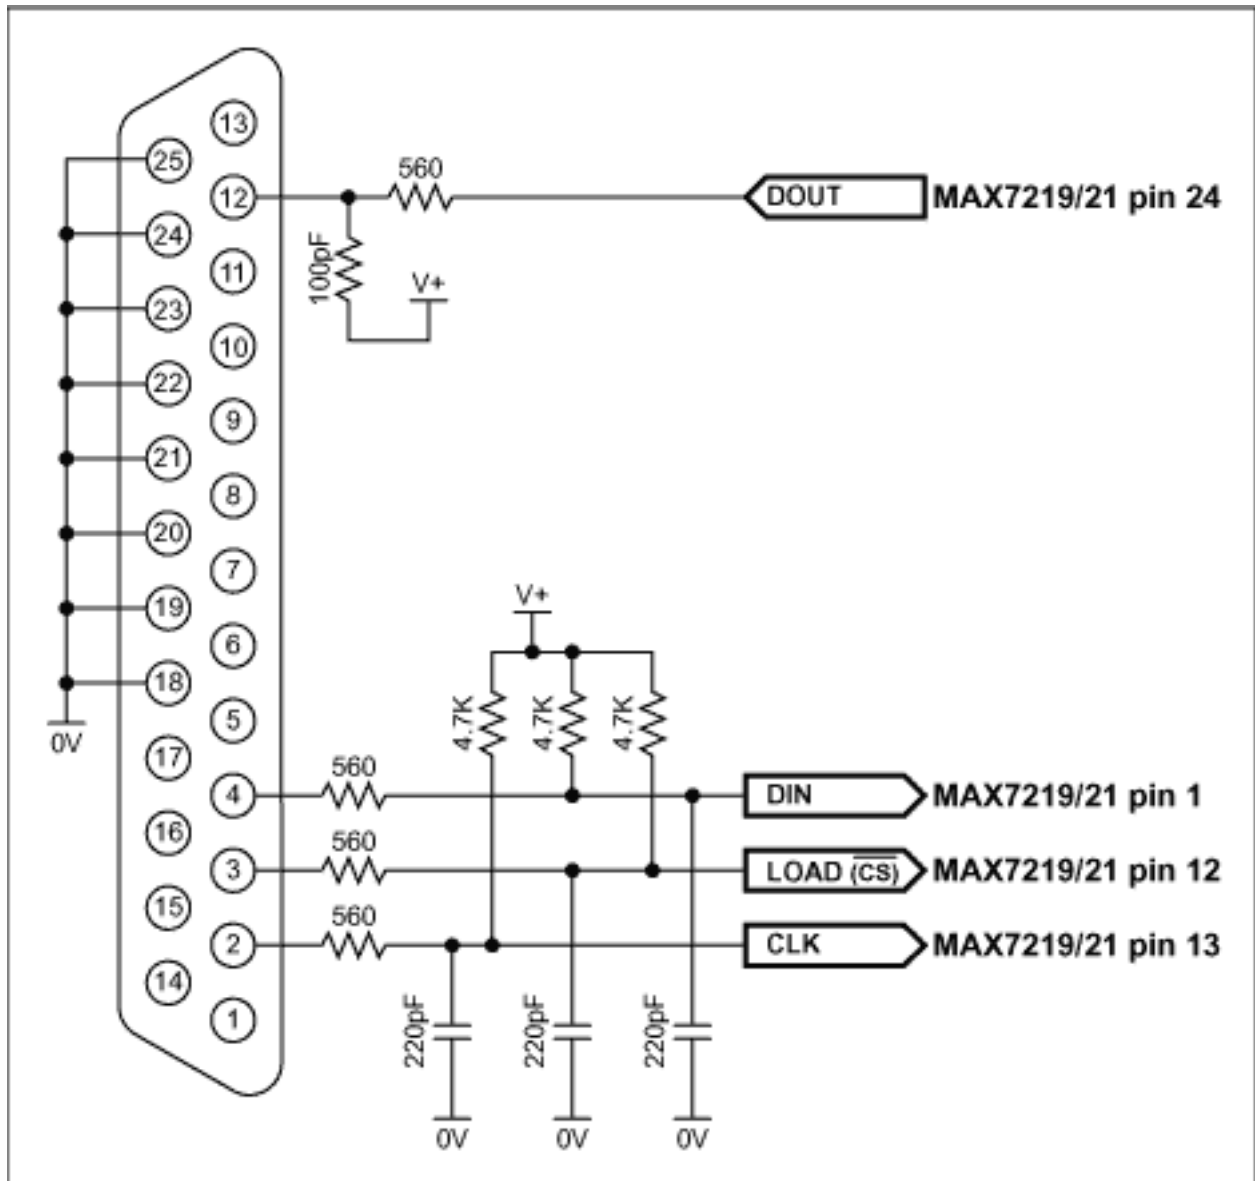 13
25
560
12
DOUT
MAX7219/21 pin 24
24
100pF
11
V+
23
10
22
9
21
8
20
7
V+
19
6
18
4.7K
4.7K
4.7K
5
0V
17
560
4
DIN
MAX7219/21 pin 1
16
560
3
LOAD (CS)
MAX7219/21 pin 12
15
560
2
CLK
MAX7219/21 pin 13
14
1
220pF
220pF
220pF
0V
0V
0V